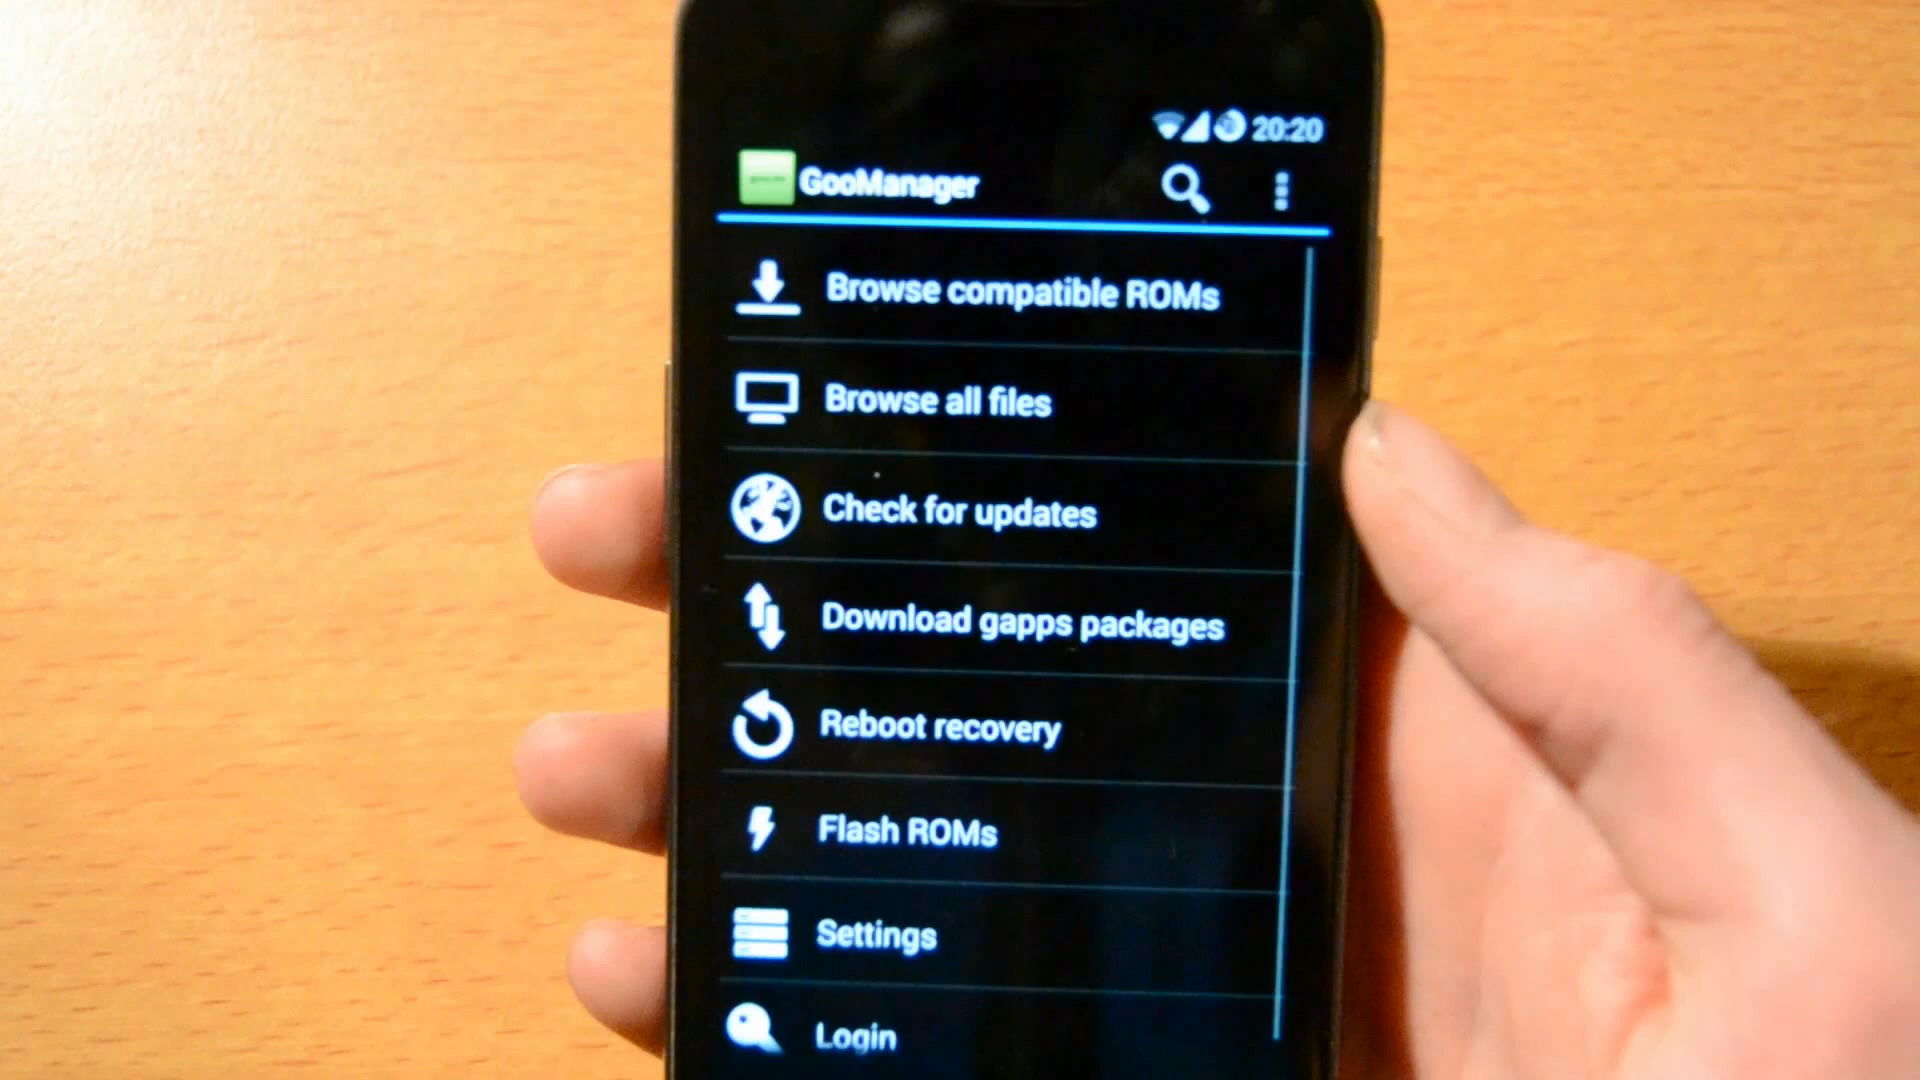 20:20
GooManager
Browse compatible ROMs
Browse all files
Check for updates
Download gapps packages
Reboot recovery
Flash ROMs
Settings
Login